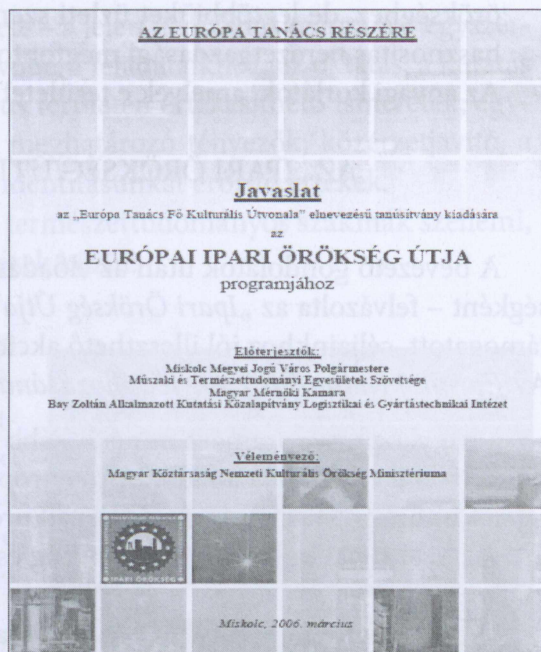 AZ EURÓPA TANÁCS RÉSZÉRE
Javaslat
az „Európa Tanács Fő Kulturális Útvonala” elnevezésű tanúsítvány kiadására
az
EURÓPAI IPARI ÖRÖKSÉG ÚTJA
programjához
Előterjesztők:
Miskolc Megyei Jogú Város Polgármestere
Műszaki és Természettudományi Egyesületek Szövetsége
Magyar Mérnöki Kamara
Bay Zoltán Alkalmazott Kutatási Közalapítvány Logisztikai és Gyártástechnikai Intézet
Véleményező:
Magyar Köztársaság Nemzeti Kulturális Örökség Minisztériuma
IPARI ÖRÖKSÉG
Miskolc, 2006. március